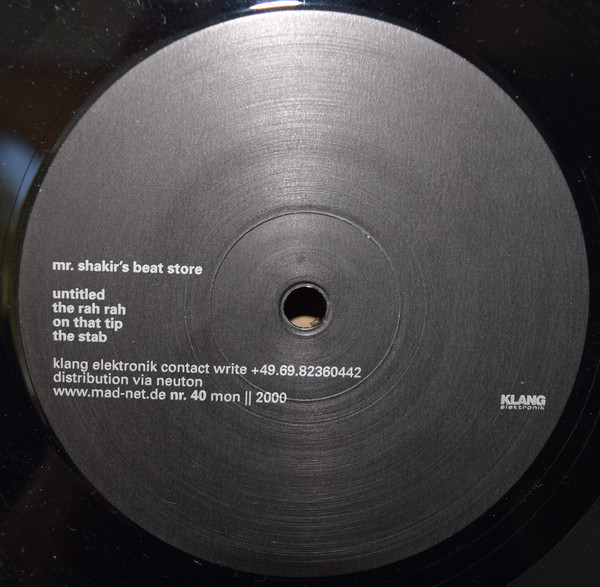 mr. shakir's beat store
untitled
the rah rah
on that tip
the stab
klang elektronik contact write +49.69.82360442
distribution via neuton
www.mad-net.de nr. 40 mon || 2000
KLANG
elektronik